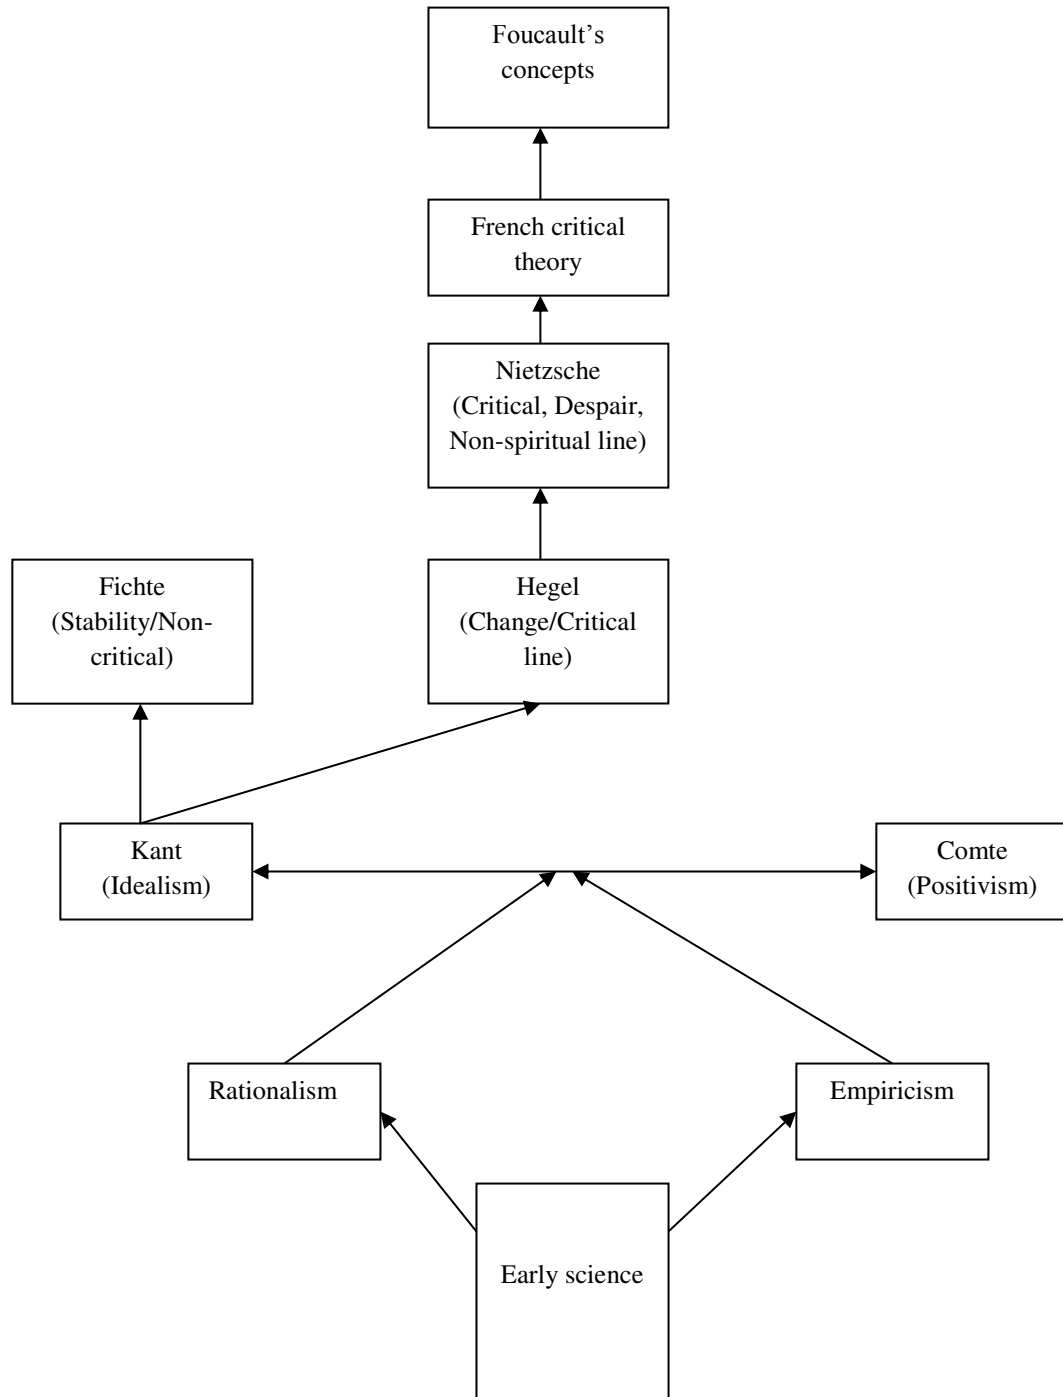 Foucault’s
concepts
French critical
theory
Nietzsche
(Critical, Despair,
Non-spiritual line)
Fichte
(Stability/Non-
critical)
Hegel
(Change/Critical
line)
Kant
(Idealism)
Comte
(Positivism)
Rationalism
Empiricism
Early science